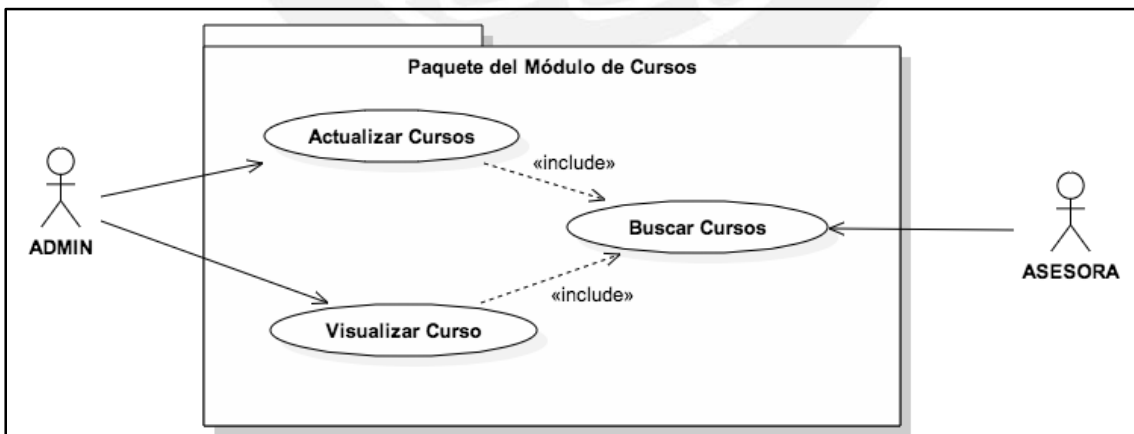 Paquete del Módulo de Cursos
Actualizar Cursos
«include»
Buscar Cursos
ADMIN
ASESORA
«include»
Visualizar Curso